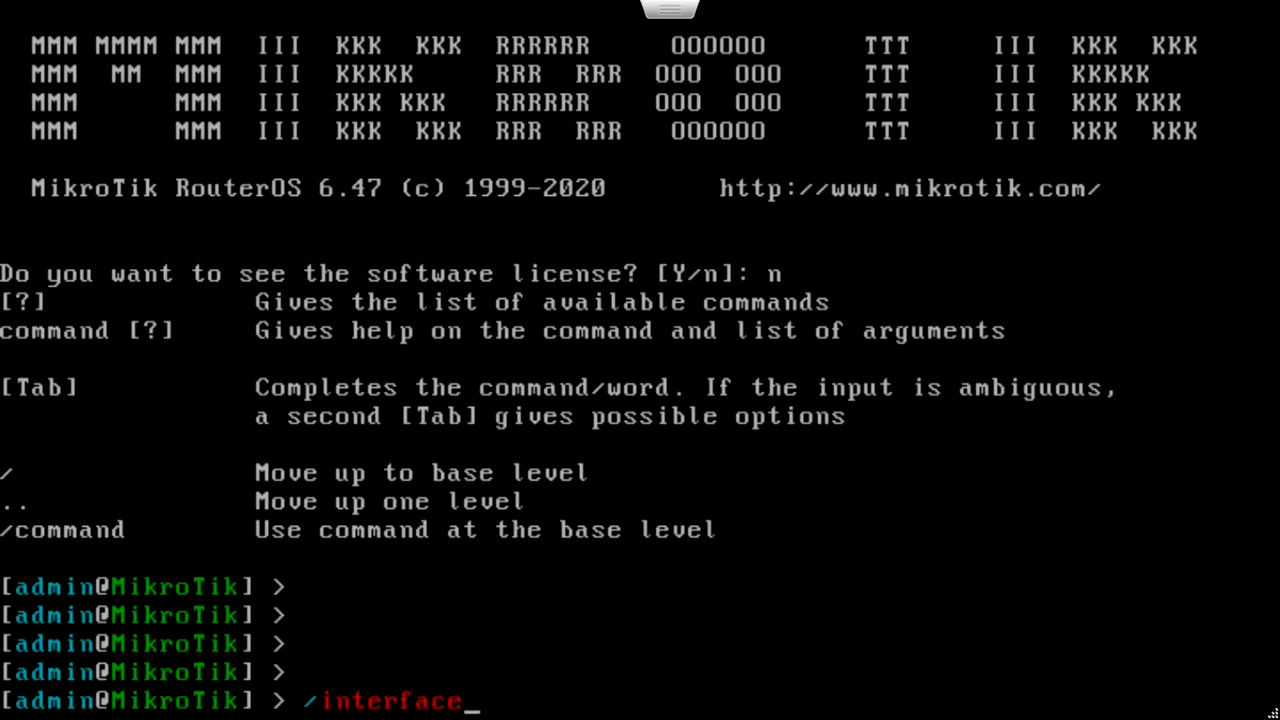 MMM MMMM MMM III KKK KKK RRRRRR OOOOOO TTT III KKK KKK
MMM MM MMM III KKKKK RRR RRR OOO OOO TTT III KKKKK
MMM MMM III KKK KKK RRRRRR OOO OOO TTT III KKK KKK
MMM MMM III KKK KKK RRR RRR OOOOOO TTT III KKK KKK
MikroTik RouterOS 6.47 (c) 1999-2020 http://www.mikrotik.com/
Do you want to see the software license? [Y/n]: n
[?] Gives the list of available commands
command [?] Gives help on the command and list of arguments
[Tab] Completes the command/word. If the input is ambiguous,
a second [Tab] gives possible options
/ Move up to base level
.. Move up one level
/command Use command at the base level
[admin@MikroTik] >
[admin@MikroTik] >
[admin@MikroTik] >
[admin@MikroTik] >
[admin@MikroTik] > /interface_